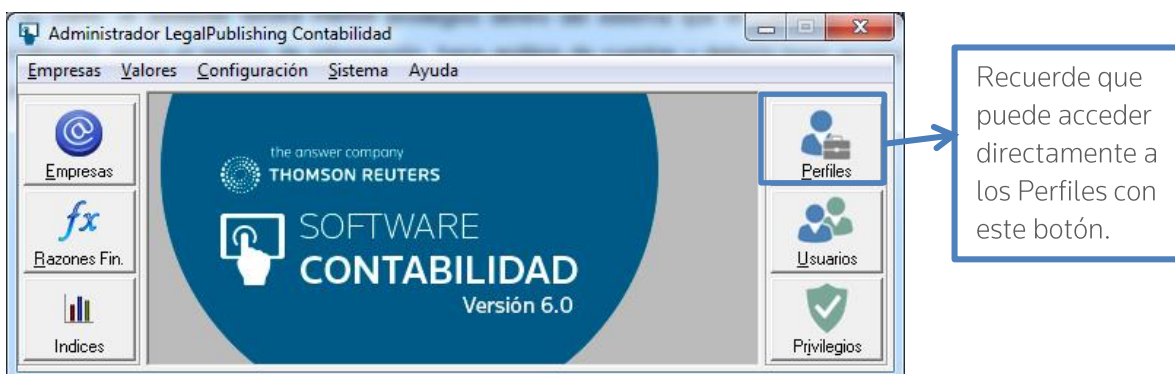 Administrador LegalPublishing Contabilidad
Empresas Valores Configuración Sistema Ayuda
Empresas
Razones Fin.
Indices
the answer company
THOMSON REUTERS
SOFTWARE
CONTABILIDAD
Versión 6.0
Perfiles
Usuarios
Privilegios
Recuerde que
puede acceder
directamente a
los Perfiles con
este botón.